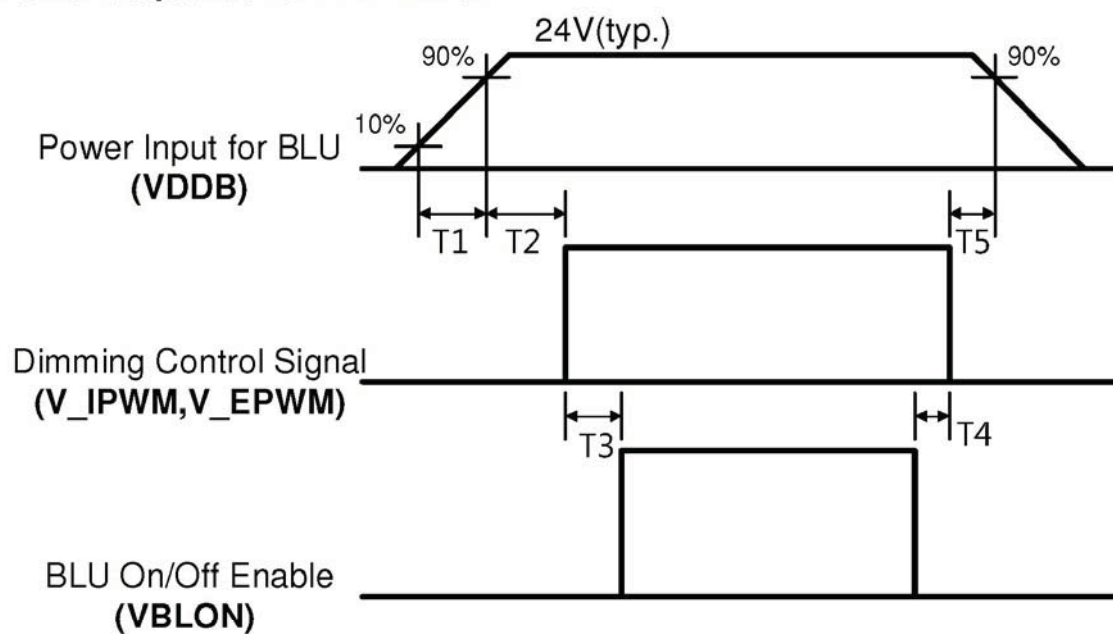 24V(typ.)
90%
90%
10%
Power Input for BLU
(VDDB)
T1
T2
T5
Dimming Control Signal
(V_IPWM,V_EPWM)
T3
T4
BLU On/Off Enable
(VBLON)